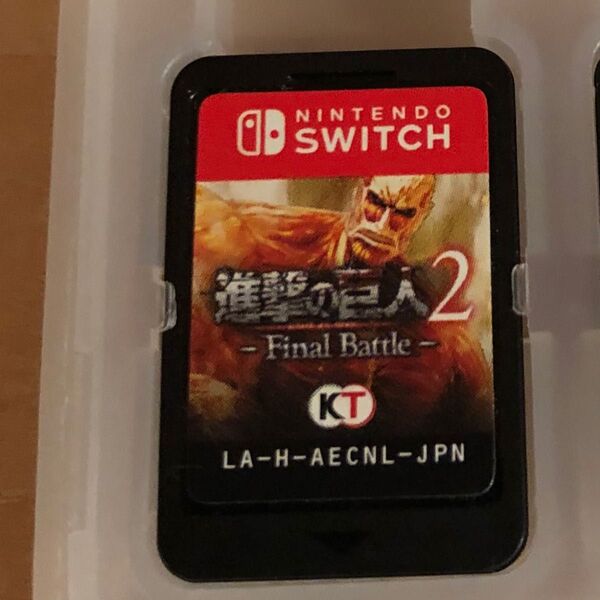 NINTENDO
SWITCH
進撃の巨人2
- Final Battle -
KT
LA-H-AECNL-JPN